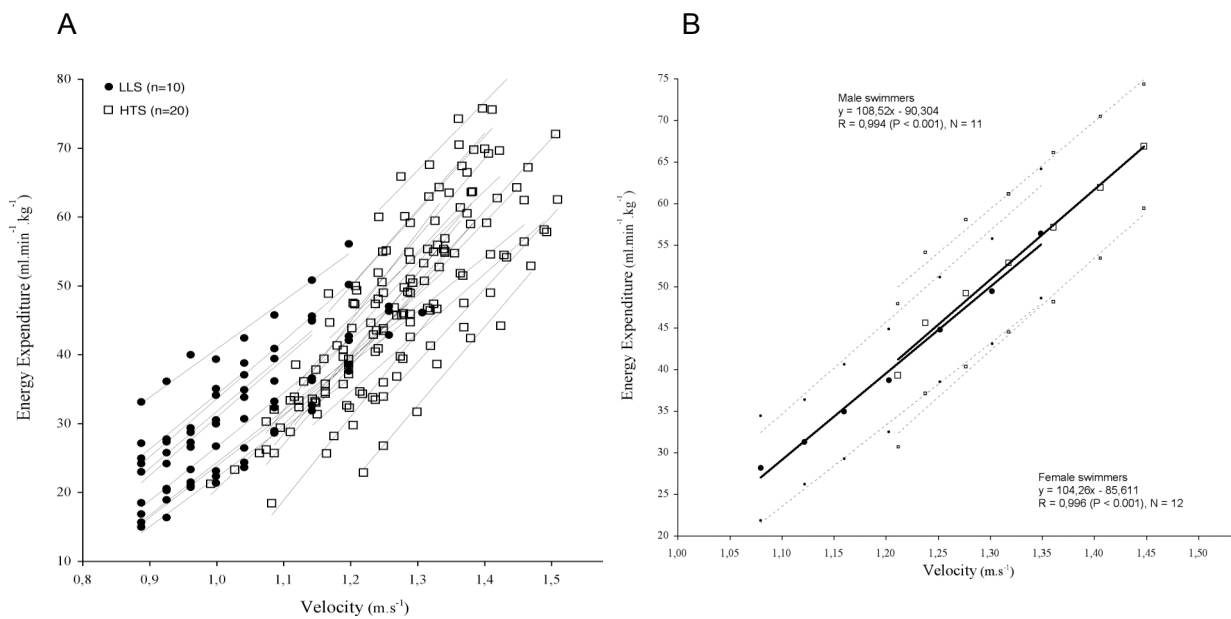 A
B
LLS (n=10)
HTS (n=20)
Energy Expenditure (ml.min⁻¹.kg⁻¹)
80
70
60
50
40
30
20
10
0,8
0,9
1,0
1,1
1,2
1,3
1,4
1,5
Velocity (m.s⁻¹)
Male swimmers
y = 108,52x - 90,304
R = 0,994 (P < 0.001), N = 11
Energy Expenditure (ml.min⁻¹.kg⁻¹)
75
70
65
60
55
50
45
40
35
30
25
20
Female swimmers
y = 104,26x - 85,611
R = 0,996 (P < 0.001), N = 12
1,00
1,05
1,10
1,15
1,20
1,25
1,30
1,35
1,40
1,45
1,50
Velocity (m.s⁻¹)